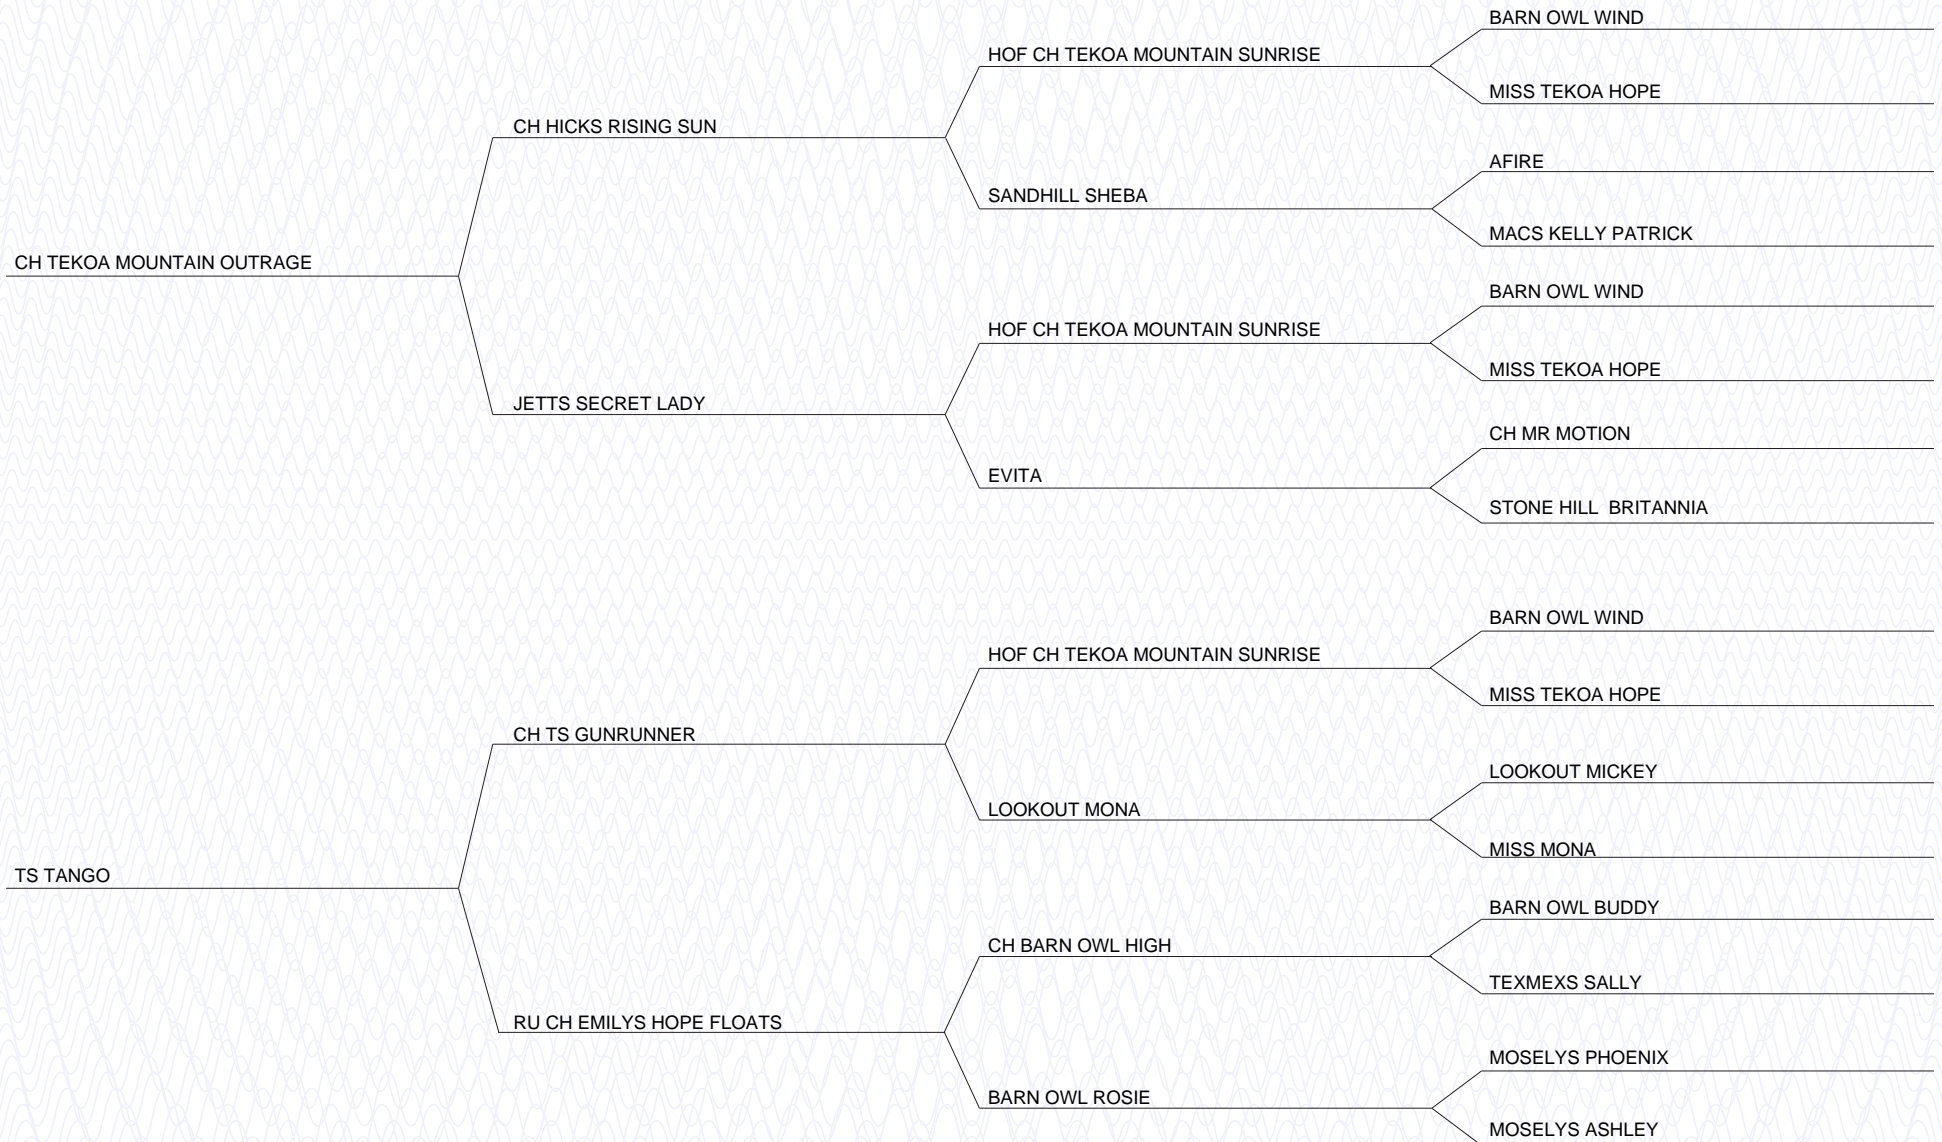 BARN OWL WIND
HOF CH TEKOA MOUNTAIN SUNRISE
MISS TEKOA HOPE
CH HICKS RISING SUN
AFIRE
SANDHILL SHEBA
MACS KELLY PATRICK
CH TEKOA MOUNTAIN OUTRAGE
BARN OWL WIND
HOF CH TEKOA MOUNTAIN SUNRISE
MISS TEKOA HOPE
JETTS SECRET LADY
CH MR MOTION
EVITA
STONE HILL  BRITANNIA
BARN OWL WIND
HOF CH TEKOA MOUNTAIN SUNRISE
MISS TEKOA HOPE
CH TS GUNRUNNER
LOOKOUT MICKEY
LOOKOUT MONA
MISS MONA
TS TANGO
BARN OWL BUDDY
CH BARN OWL HIGH
TEXMEXS SALLY
RU CH EMILYS HOPE FLOATS
MOSELYS PHOENIX
BARN OWL ROSIE
MOSELYS ASHLEY